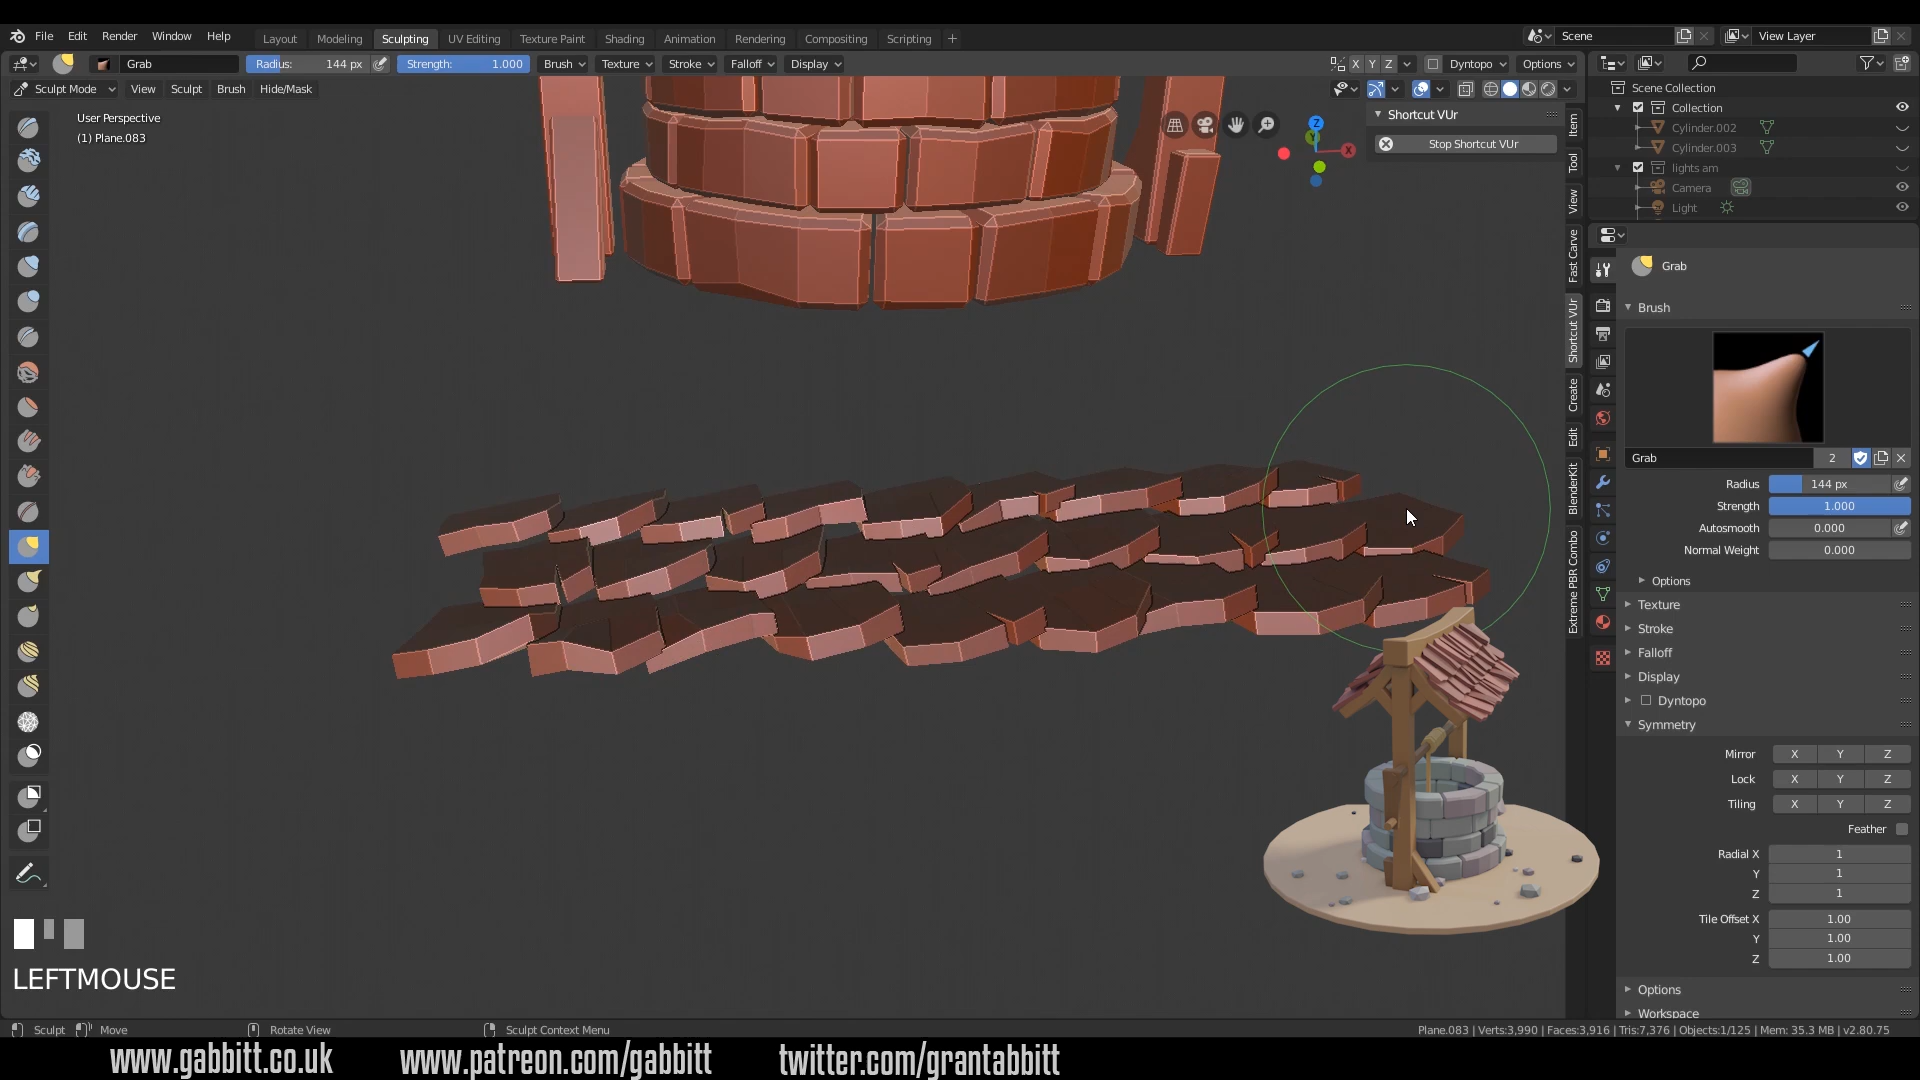 File Edit Render Window Help Layout Modeling Sculpting UV Editing Texture Paint Shading Animation Rendering Compositing Scripting + Scene View Layer
Grab Radius: 144 px Strength: 1.000 Brush Texture Stroke Falloff Display X Y Z Dyntopo Options
Sculpt Mode View Sculpt Brush Hide/Mask
User Perspective
(1) Plane.083
Shortcut VUr
Stop Shortcut VUr
Z
Y
X
Item
Tool
View
Fast Carve
Shortcut VUr
Create
Edit
BlenderKit
Extreme PBR Combo
Scene Collection
Collection
Cylinder.002
Cylinder.003
lights am
Camera
Light
Grab
Brush
Grab 2
Radius 144 px
Strength 1.000
Autosmooth 0.000
Normal Weight 0.000
Options
Texture
Stroke
Falloff
Display
Dyntopo
Symmetry
Mirror X Y Z
Lock X Y Z
Tiling X Y Z
Feather
Radial X 1
Y 1
Z 1
Tile Offset X 1.00
Y 1.00
Z 1.00
Options
Workspace
LEFTMOUSE
Sculpt Move Rotate View Sculpt Context Menu Plane.083 | Verts:3,990 | Faces:3,916 | Tris:7,376 | Objects:1/125 | Mem: 35.3 MB | v2.80.75
www.gabbitt.co.uk www.patreon.com/gabbitt twitter.com/grantabbitt